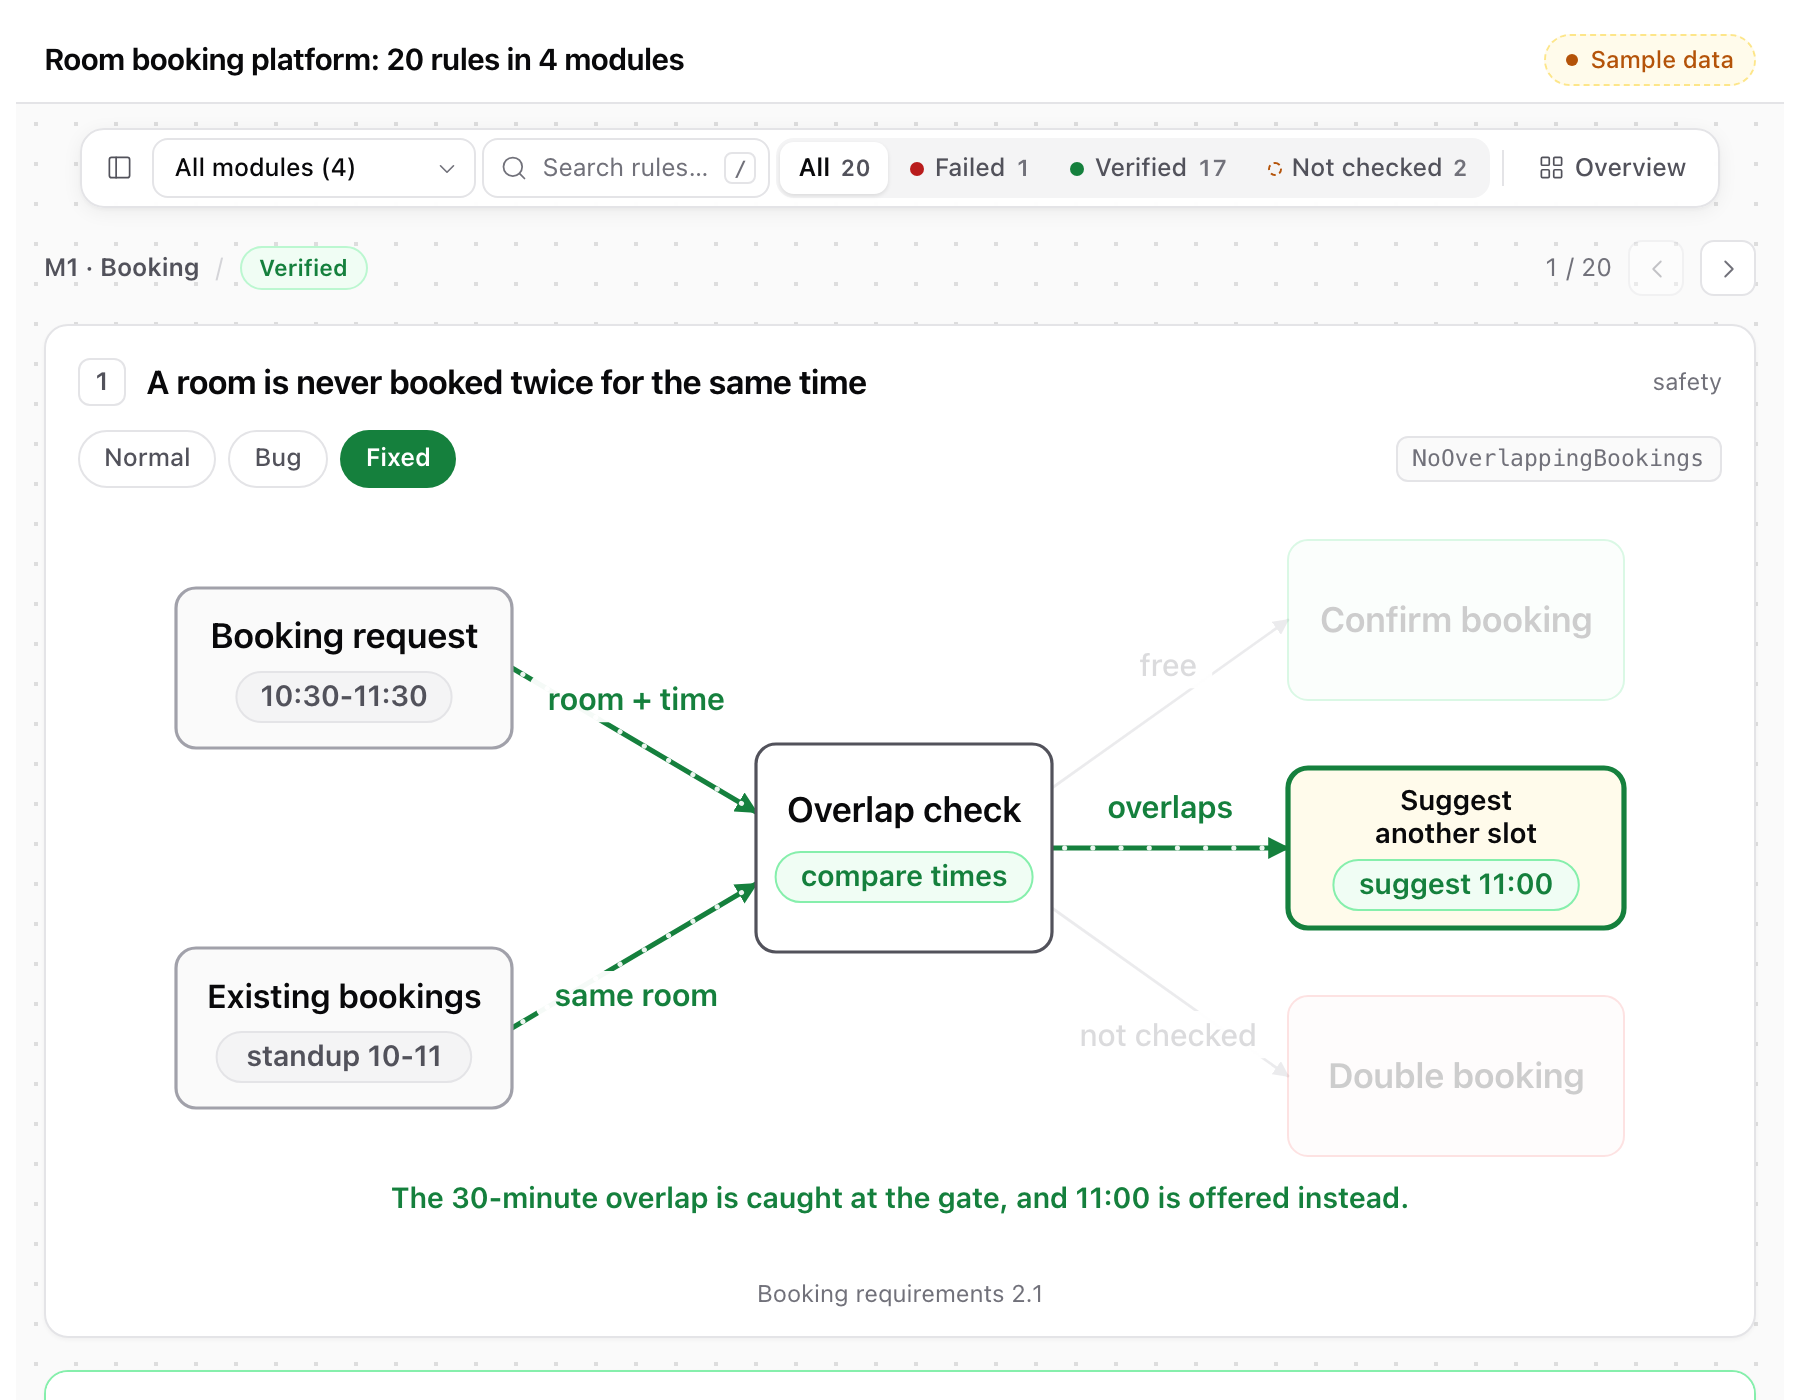 Room booking platform: 20 rules in 4 modules
Sample data
All modules (4)
Search rules... /
All 20
Failed 1
Verified 17
Not checked 2
Overview
M1 · Booking / Verified
1 / 20
1 A room is never booked twice for the same time
safety
Normal
Bug
Fixed
NoOverlappingBookings
Booking request
10:30-11:30
room + time
Existing bookings
standup 10-11
same room
Overlap check
compare times
free
Confirm booking
overlaps
Suggest
another slot
suggest 11:00
not checked
Double booking
The 30-minute overlap is caught at the gate, and 11:00 is offered instead.
Booking requirements 2.1